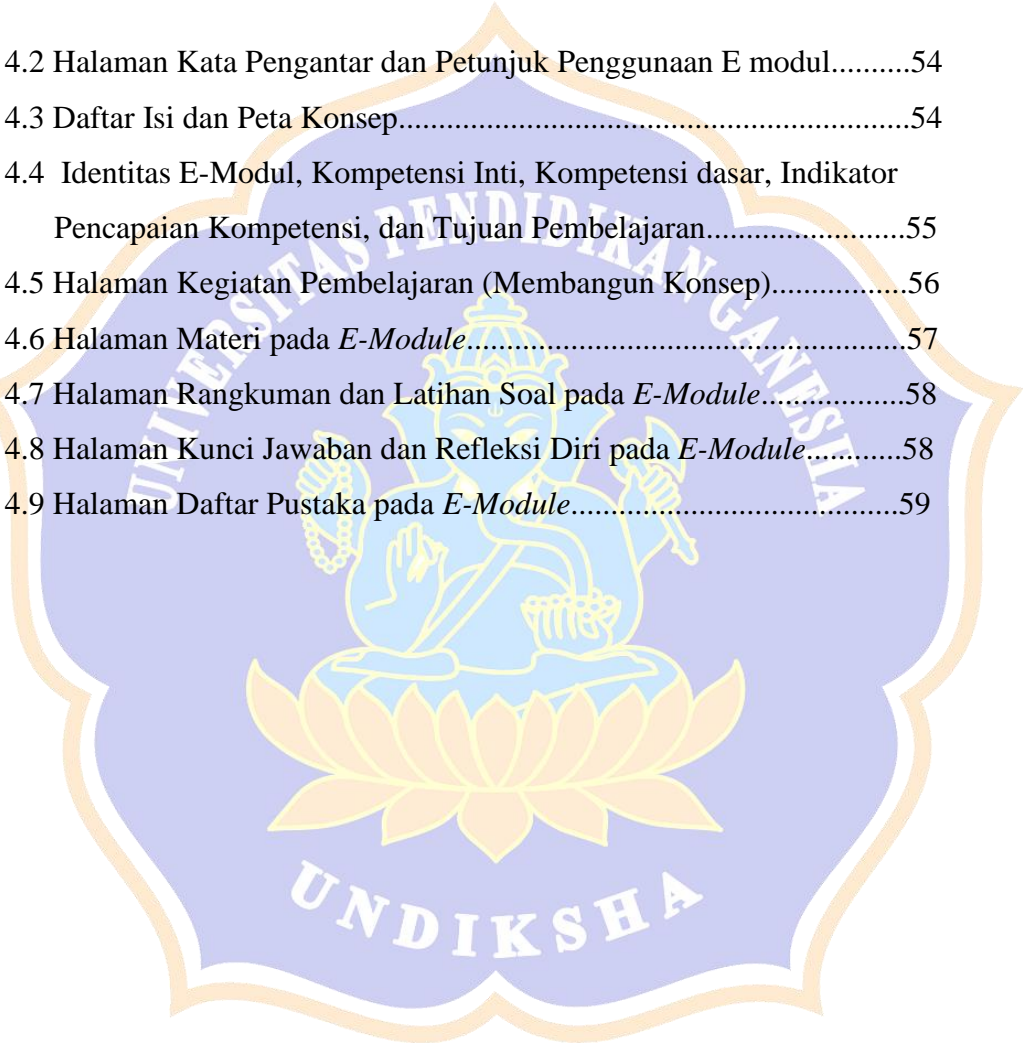 4.2 Halaman Kata Pengantar dan Petunjuk Penggunaan E modul..........54
4.3 Daftar Isi dan Peta Konsep................................................................54
4.4  Identitas E-Modul, Kompetensi Inti, Kompetensi dasar, Indikator
Pencapaian Kompetensi, dan Tujuan Pembelajaran.........................55
4.5 Halaman Kegiatan Pembelajaran (Membangun Konsep).................56
4.6 Halaman Materi pada E-Module.......................................................57
4.7 Halaman Rangkuman dan Latihan Soal pada E-Module..................58
4.8 Halaman Kunci Jawaban dan Refleksi Diri pada E-Module............58
4.9 Halaman Daftar Pustaka pada E-Module.........................................59
UNIVERSITAS PENDIDIKAN GANESHA
UNDIKSHA